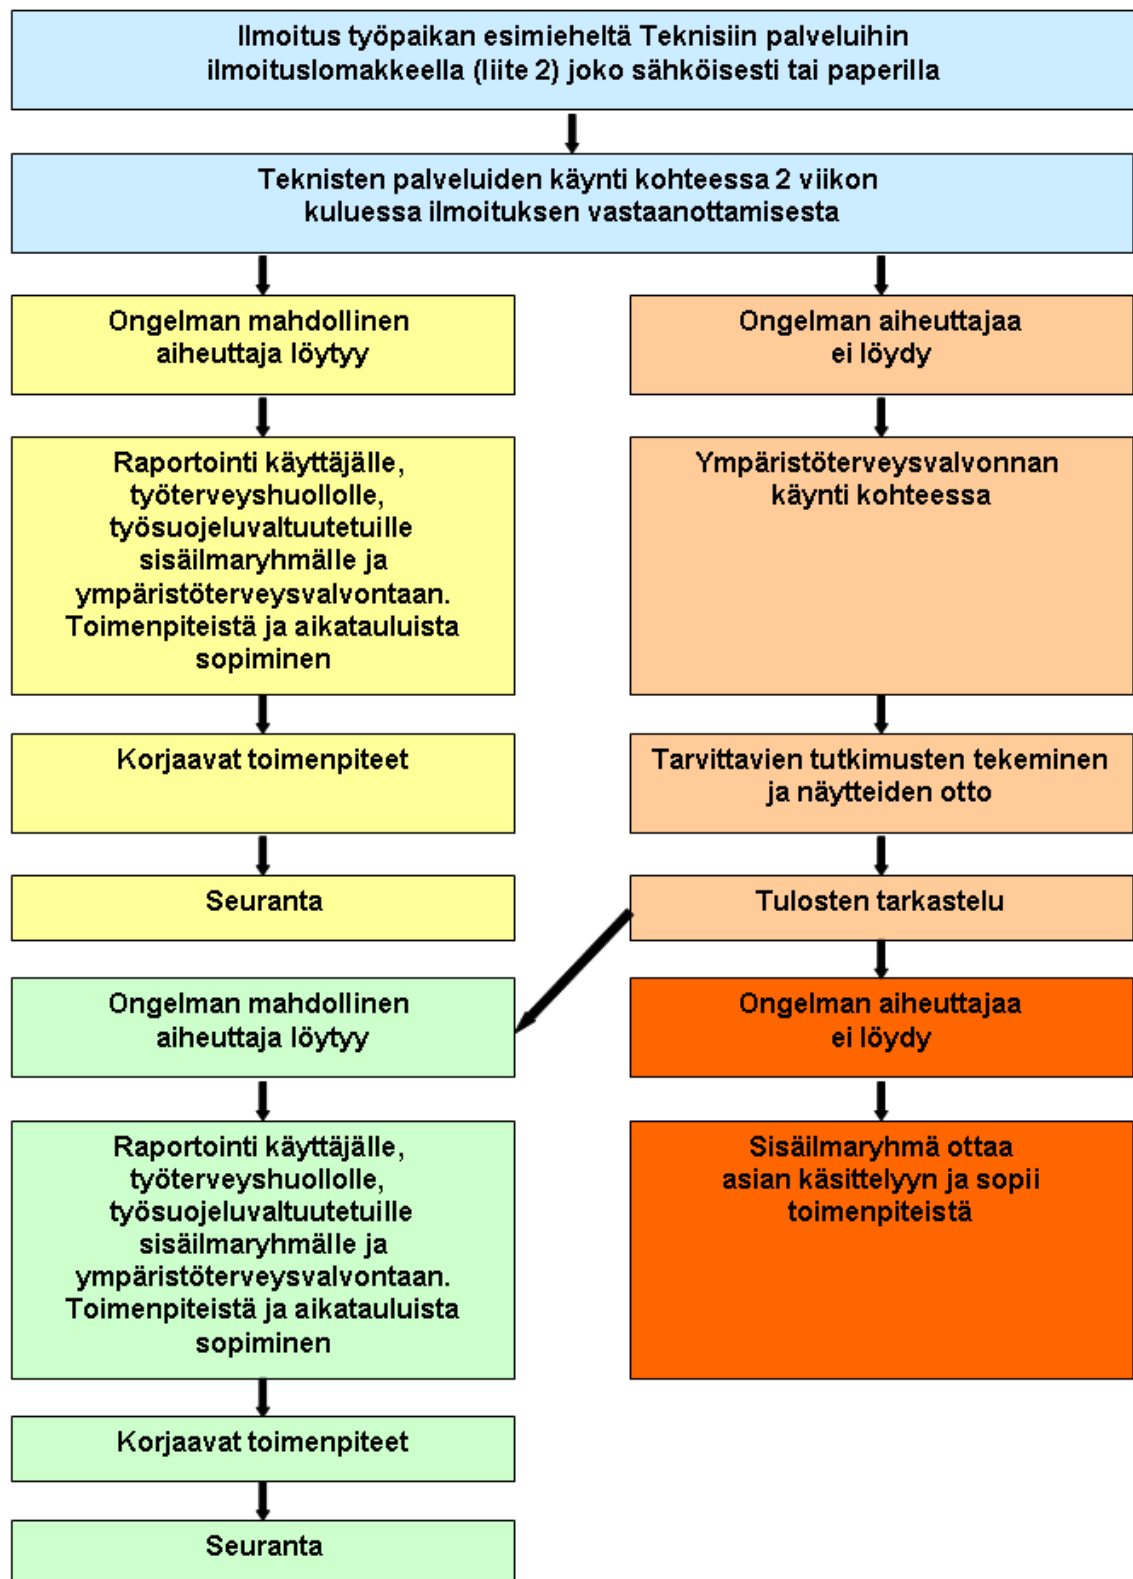 Ilmoitus työpaikan esimieheltä Teknisiin palveluihin
ilmoituslomakkeella (liite 2) joko sähköisesti tai paperilla
Teknisten palveluiden käynti kohteessa 2 viikon
kuluessa ilmoituksen vastaanottamisesta
Ongelman mahdollinen
aiheuttaja löytyy
Ongelman aiheuttajaa
ei löydy
Raportointi käyttäjälle,
työterveyshuollolle,
työsuojeluvaltuutetuille
sisäilmaryhmälle ja
ympäristöterveysvalvontaan.
Toimenpiteistä ja aikatauluista
sopiminen
Ympäristöterveysvalvonnan
käynti kohteessa
Korjaavat toimenpiteet
Tarvittavien tutkimusten tekeminen
ja näytteiden otto
Seuranta
Tulosten tarkastelu
Ongelman mahdollinen
aiheuttaja löytyy
Ongelman aiheuttajaa
ei löydy
Raportointi käyttäjälle,
työterveyshuollolle,
työsuojeluvaltuutetuille
sisäilmaryhmälle ja
ympäristöterveysvalvontaan.
Toimenpiteistä ja aikatauluista
sopiminen
Sisäilmaryhmä ottaa
asian käsittelyyn ja sopii
toimenpiteistä
Korjaavat toimenpiteet
Seuranta